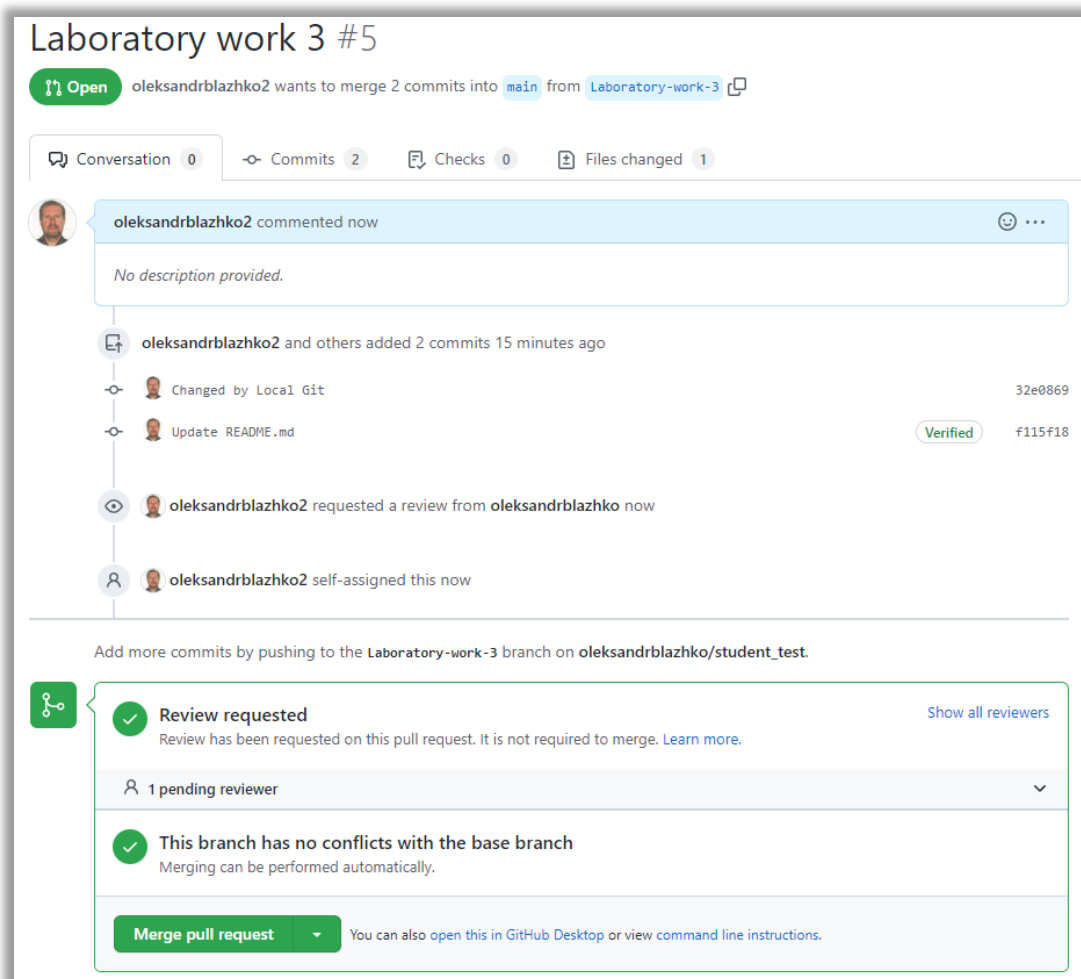 Laboratory work 3 #5
Open oleksandrblazhko2 wants to merge 2 commits into main from Laboratory-work-3
Conversation 0 Commits 2 Checks 0 Files changed 1
oleksandrblazhko2 commented now
No description provided.
oleksandrblazhko2 and others added 2 commits 15 minutes ago
Changed by Local Git 32e0869
Update README.md Verified f115f18
oleksandrblazhko2 requested a review from oleksandrblazhko now
oleksandrblazhko2 self-assigned this now
Add more commits by pushing to the Laboratory-work-3 branch on oleksandrblazhko/student_test.
Review requested Show all reviewers
Review has been requested on this pull request. It is not required to merge. Learn more.
1 pending reviewer
This branch has no conflicts with the base branch
Merging can be performed automatically.
Merge pull request You can also open this in GitHub Desktop or view command line instructions.